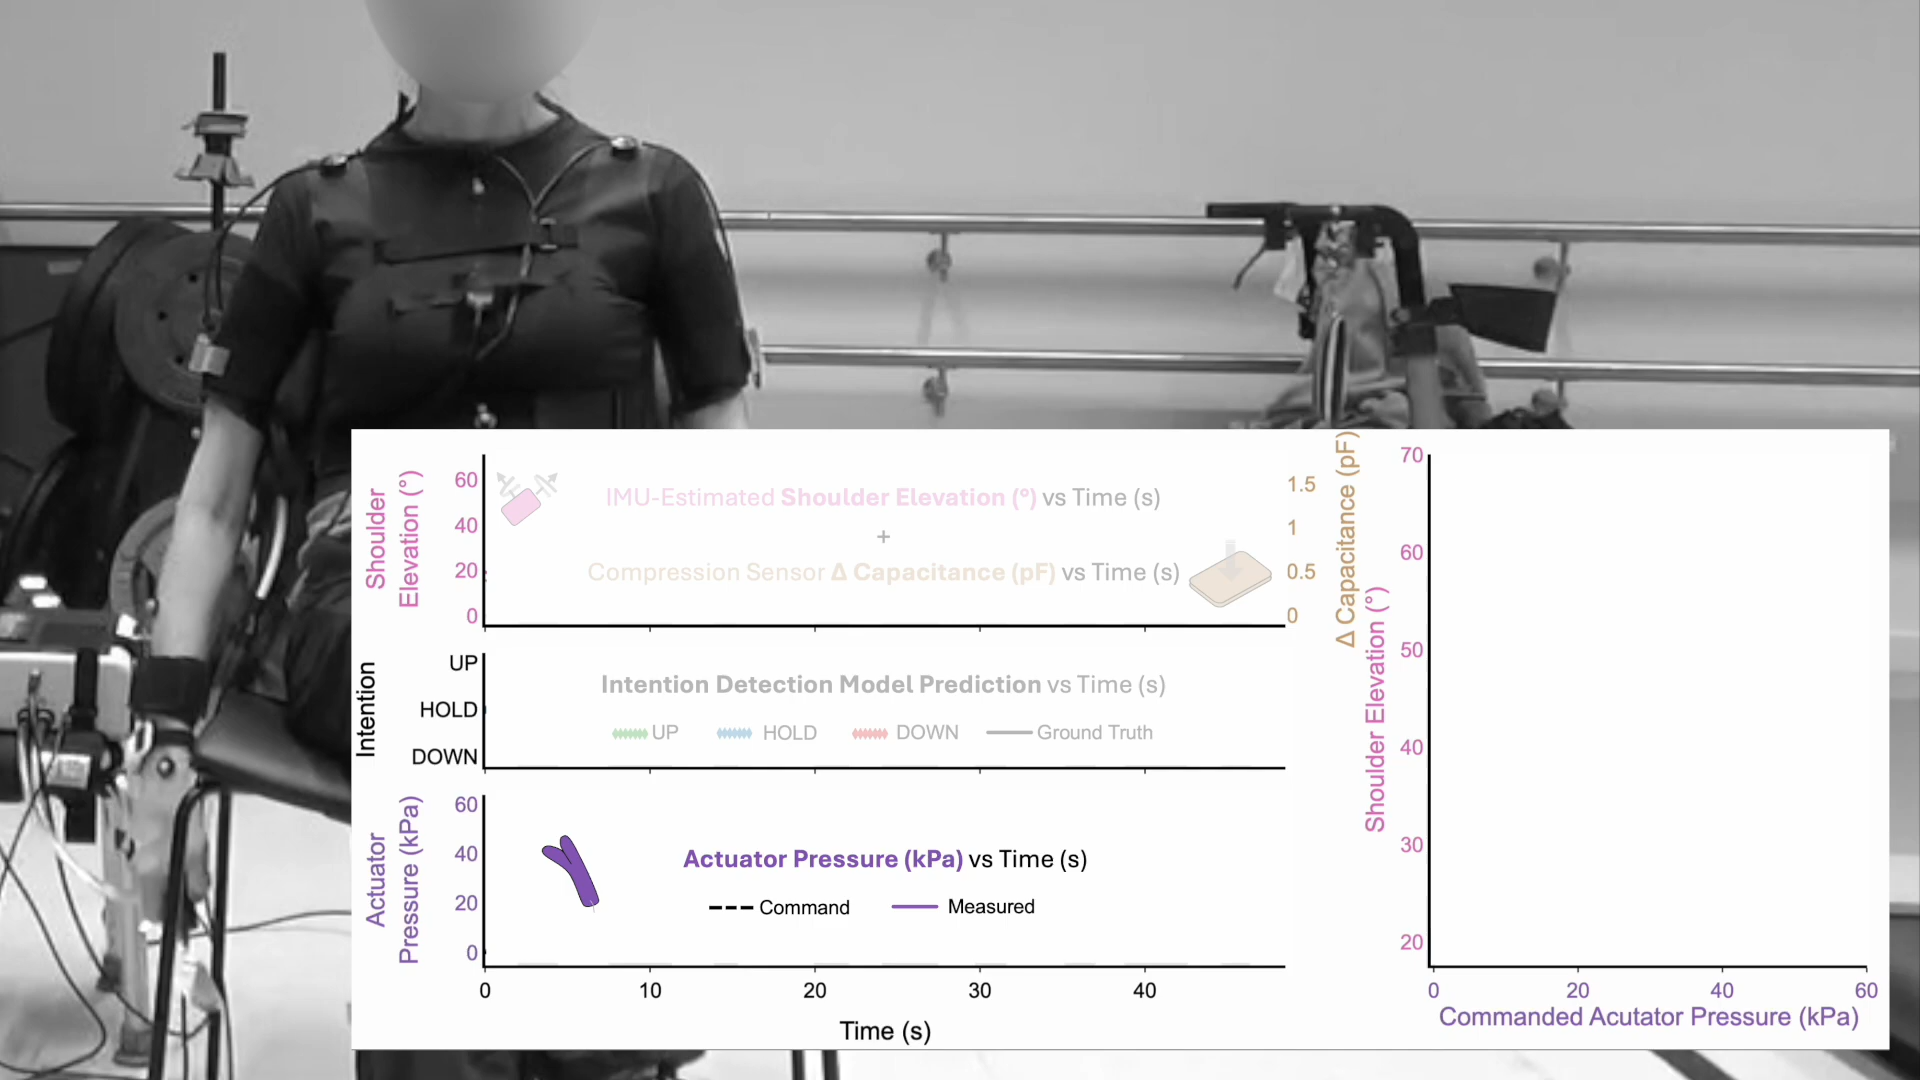 Shoulder
Elevation (°)
60
40
20
0
IMU-Estimated Shoulder Elevation (°) vs Time (s)
+
Compression Sensor Δ Capacitance (pF) vs Time (s)
1.5
1
0.5
0
Δ Capacitance (pF)
Intention
UP
HOLD
DOWN
Intention Detection Model Prediction vs Time (s)
UP HOLD DOWN Ground Truth
Actuator
Pressure (kPa)
60
40
20
0
Actuator Pressure (kPa) vs Time (s)
Command Measured
0 10 20 30 40
Time (s)
Shoulder Elevation (°)
70
60
50
40
30
20
0 20 40 60
Commanded Acutator Pressure (kPa)